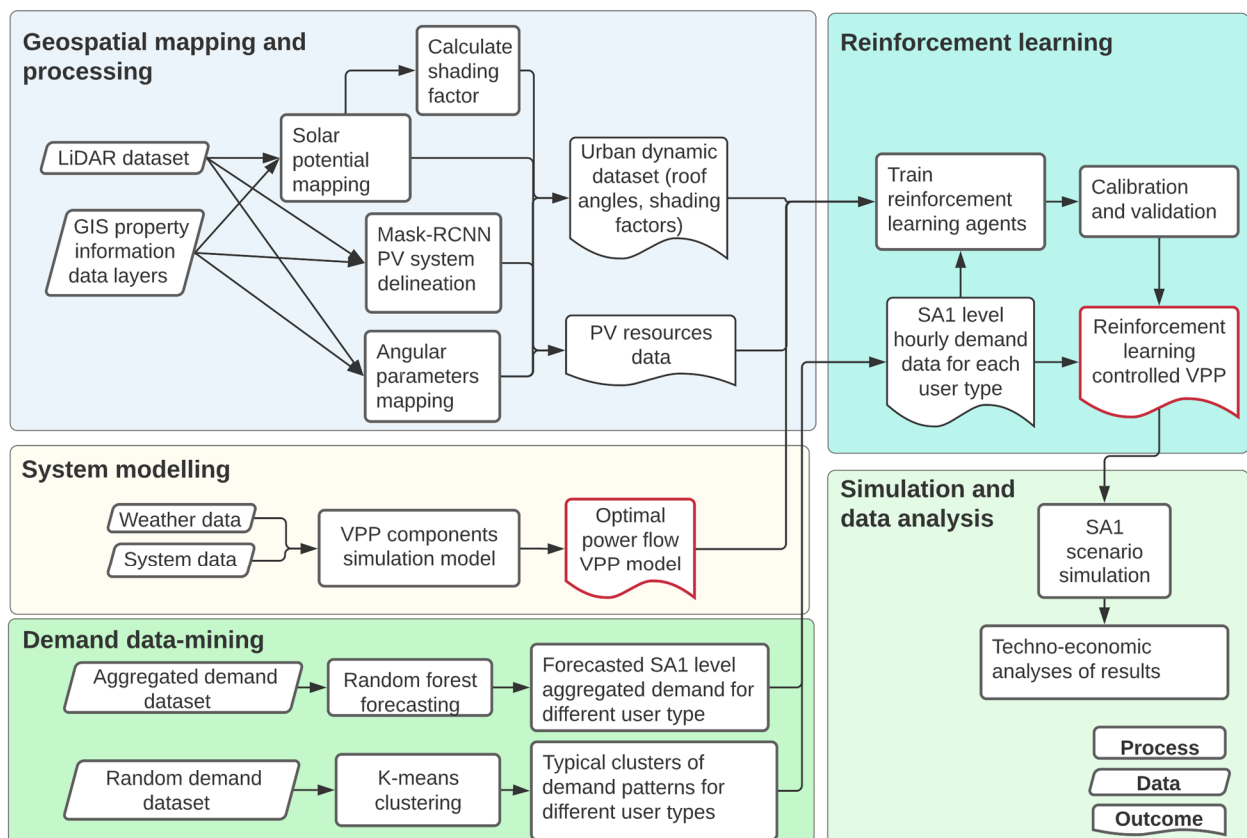 Geospatial mapping and
processing
Calculate
shading
factor
LiDAR dataset
Solar
potential
mapping
GIS property
information
data layers
Mask-RCNN
PV system
delineation
Angular
parameters
mapping
Urban dynamic
dataset (roof
angles, shading
factors)
PV resources
data
Reinforcement learning
Train
reinforcement
learning agents
Calibration
and validation
SA1 level
hourly demand
data for each
user type
Reinforcement
learning
controlled VPP
System modelling
Weather data
System data
VPP components
simulation model
Optimal
power flow
VPP model
Simulation and
data analysis
SA1
scenario
simulation
Techno-economic
analyses of results
Demand data-mining
Aggregated demand
dataset
Random forest
forecasting
Forecasted SA1 level
aggregated demand for
different user type
Random demand
dataset
K-means
clustering
Typical clusters of
demand patterns for
different user types
Process
Data
Outcome